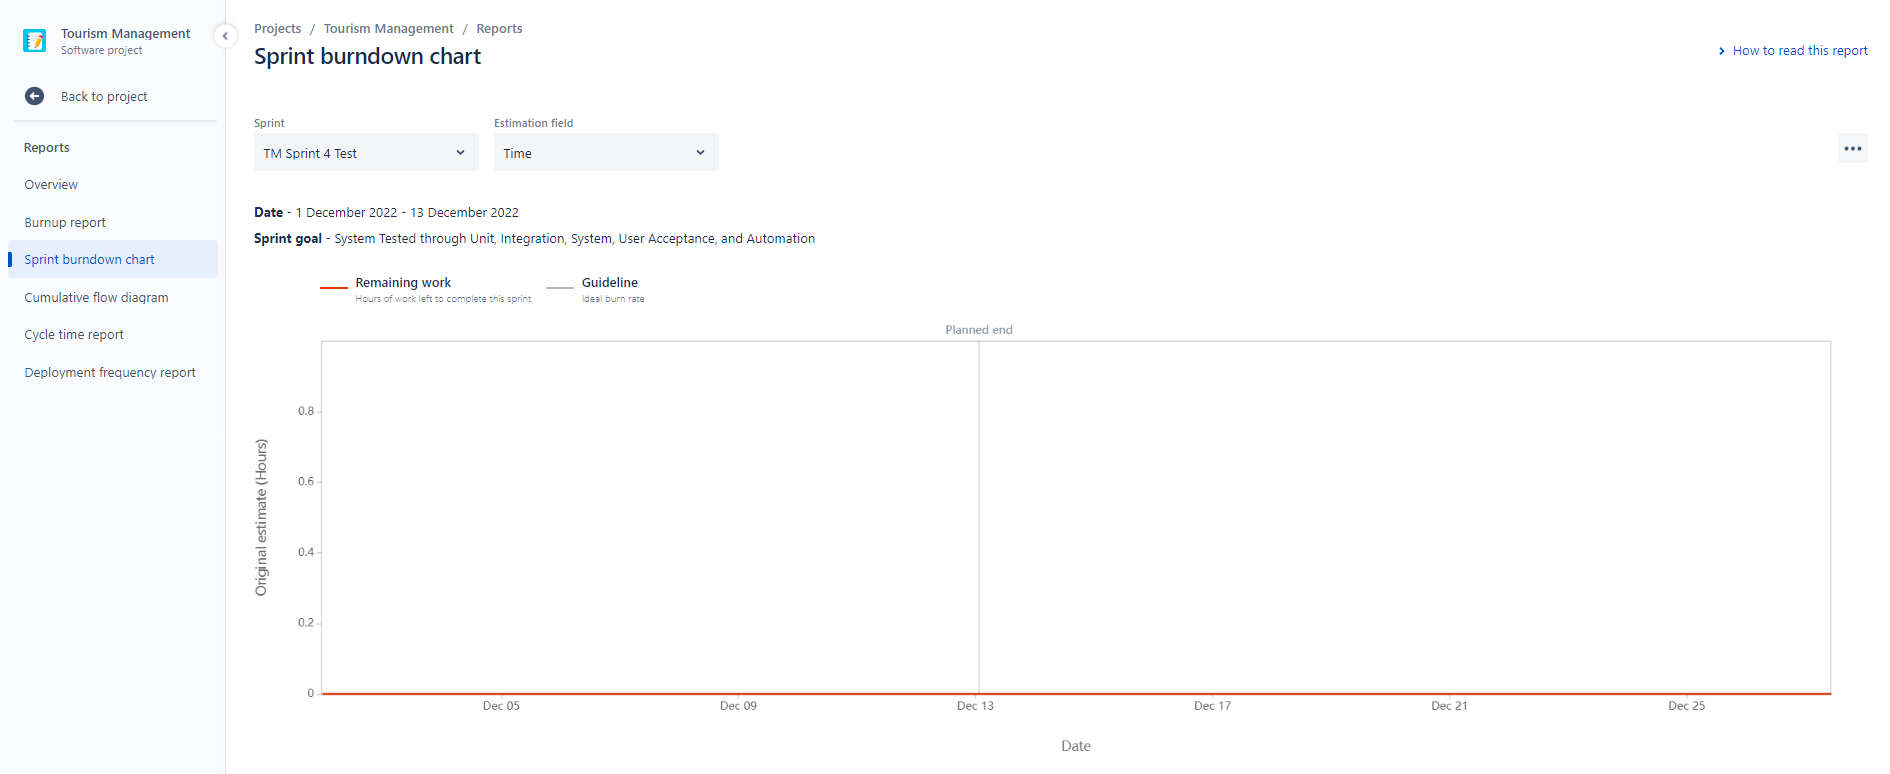 Tourism Management
Software project
Back to project
Reports
Overview
Burnup report
Sprint burndown chart
Cumulative flow diagram
Cycle time report
Deployment frequency report
Projects / Tourism Management / Reports
Sprint burndown chart
How to read this report
Sprint
Estimation field
TM Sprint 4 Test
Time
Date - 1 December 2022 - 13 December 2022
Sprint goal - System Tested through Unit, Integration, System, User Acceptance, and Automation
Remaining work
Hours of work left to complete this sprint
Guideline
Ideal burn rate
Planned end
Original estimate (Hours)
0.8
0.6
0.4
0.2
0
Dec 05
Dec 09
Dec 13
Dec 17
Dec 21
Dec 25
Date